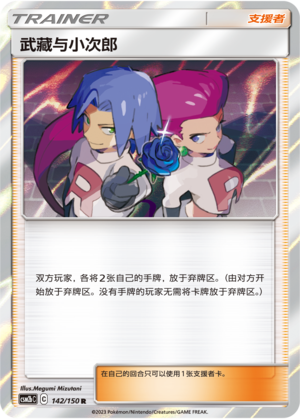 TRAINER 支援者
武藏与小次郎
双方玩家，各将2张自己的手牌，放于弃牌区。（由对方开
始放于弃牌区。没有手牌的玩家无需将卡牌放于弃牌区。）
在自己的回合只可以使用1张支援者卡。
Illus.Megumi Mizutani
CSM2b C C 142/150 R
©2023 Pokémon/Nintendo/Creatures/GAME FREAK.